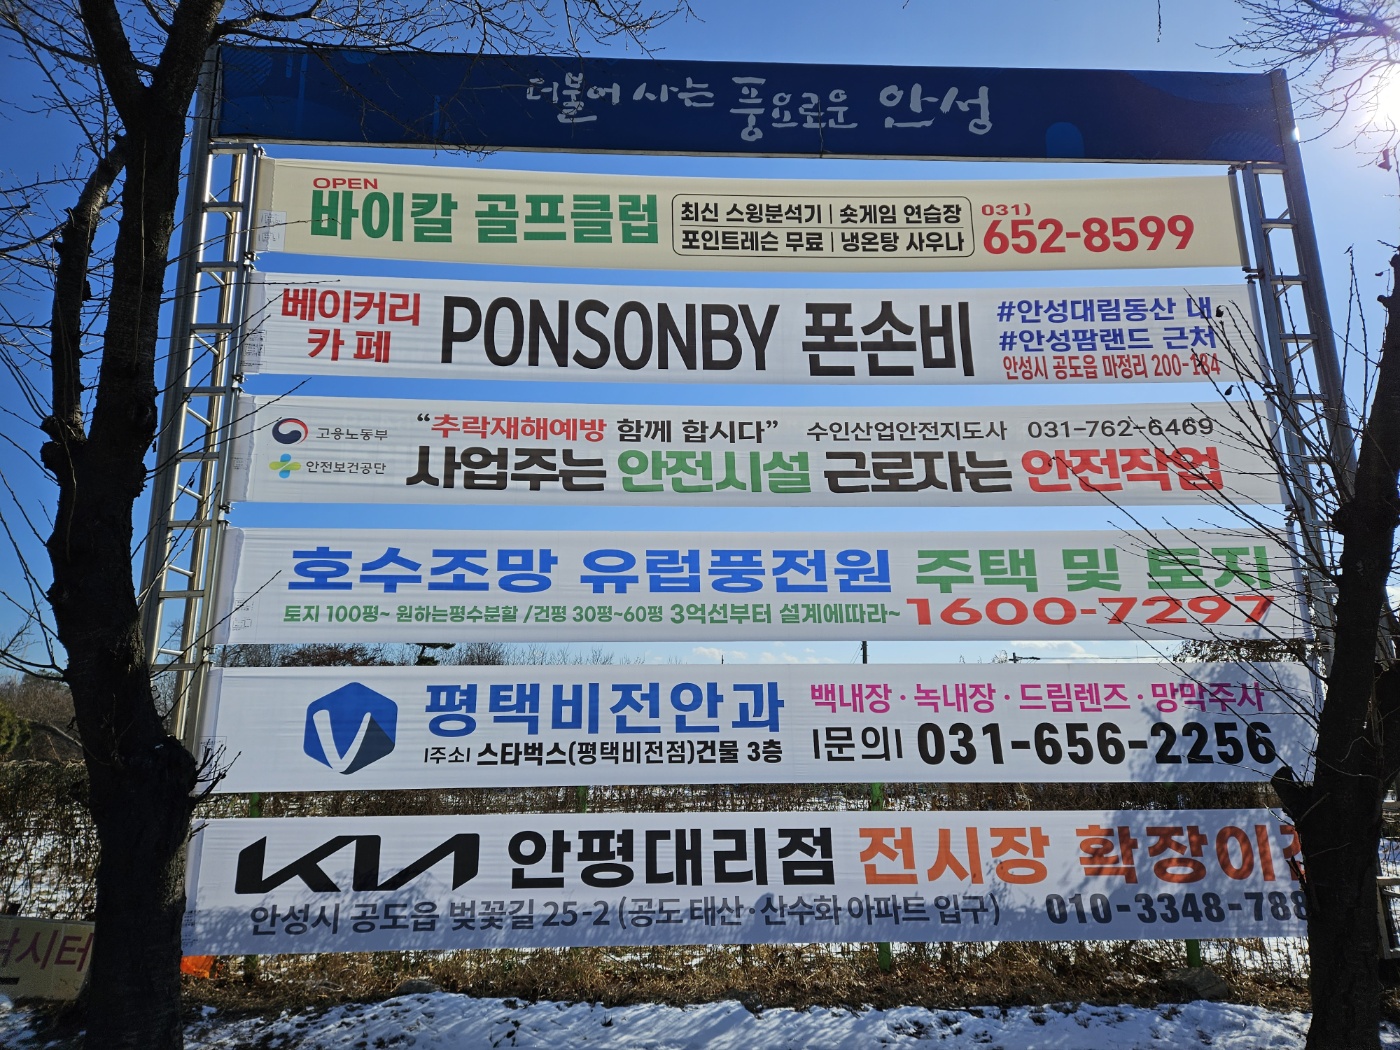 더불어 사는 풍요로운 안성
OPEN
바이칼 골프클럽
최신 스윙분석기 | 숏게임 연습장
포인트레슨 무료 | 냉온탕 사우나
031)
652-8599
베이커리
카페
PONSONBY 폰손비
#안성대림동산 내,
#안성팜랜드 근처
안성시 공도읍 마정리 200-184
고용노동부
안전보건공단
“추락재해예방 함께 합시다” 수인산업안전지도사 031-762-6469
사업주는 안전시설 근로자는 안전작업
호수조망 유럽풍전원 주택 및 토지
토지 100평~ 원하는평수분할 /건평 30평~60평 3억선부터 설계에따라~ 1600-7297
평택비전안과
|주소| 스타벅스(평택비전점)건물 3층
백내장 · 녹내장 · 드림렌즈 · 망막주사
|문의| 031-656-2256
KIA 안평대리점 전시장 확장이
안성시 공도읍 벚꽃길 25-2 (공도 태산·산수화 아파트 입구) 010-3348-788
낚시터